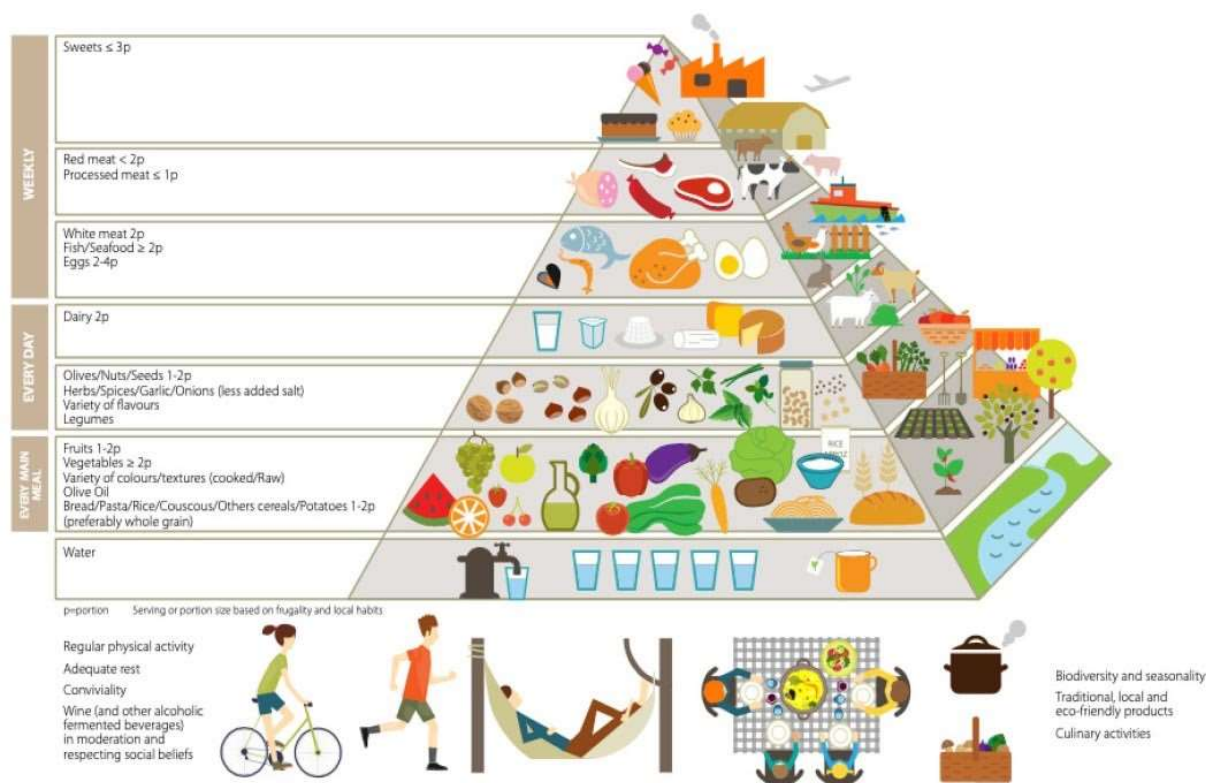 WEEKLY
Sweets ≤ 3p
Red meat < 2p
Processed meat ≤ 1p
White meat 2p
Fish/Seafood ≥ 2p
Eggs 2-4p
EVERY DAY
Dairy 2p
Olives/Nuts/Seeds 1-2p
Herbs/Spices/Garlic/Onions (less added salt)
Variety of flavours
Legumes
EVERY MAIN
MEAL
Fruits 1-2p
Vegetables ≥ 2p
Variety of colours/textures (cooked/Raw)
Olive Oil
Bread/Pasta/Rice/Couscous/Others cereals/Potatoes 1-2p
(preferably whole grain)
RICE
Water
p=portion Serving or portion size based on frugality and local habits
Regular physical activity
Adequate rest
Conviviality
Wine (and other alcoholic
fermented beverages)
in moderation and
respecting social beliefs
Biodiversity and seasonality
Traditional, local and
eco-friendly products
Culinary activities